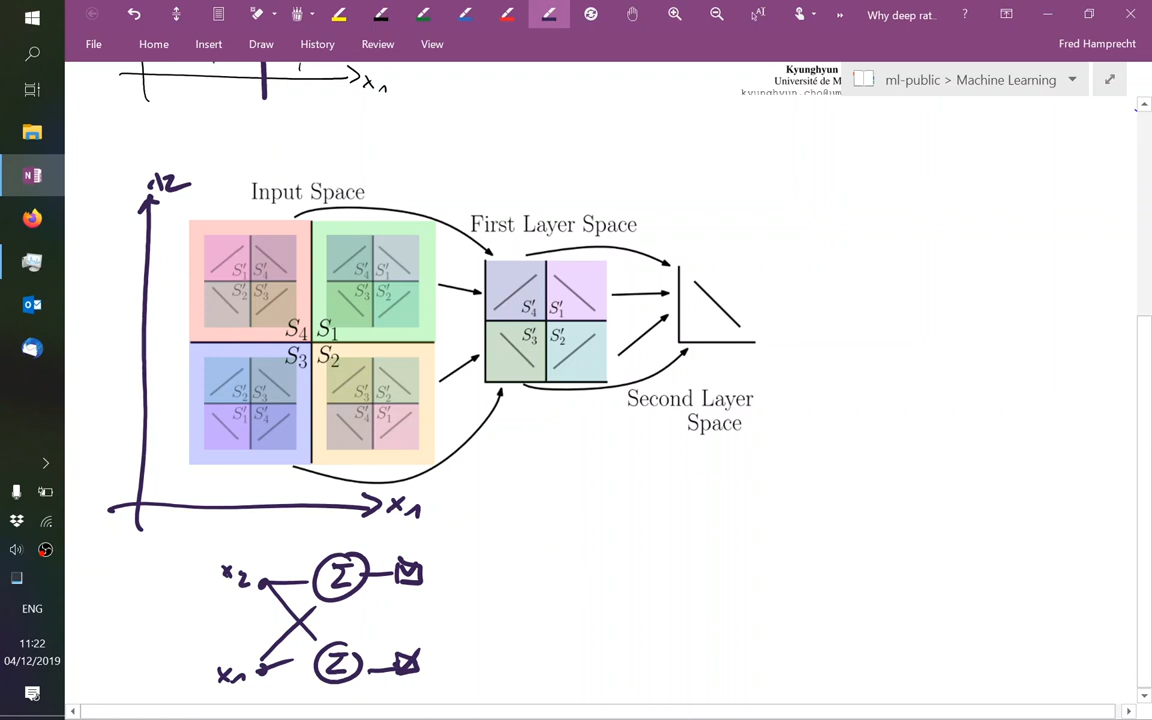 Why deep rat...
?
File
Home
Insert
Draw
History
Review
View
Fred Hamprecht
x1
Kyunghyun
Université de M
kyunghyun.cho@um
ml-public > Machine Learning
Input Space
First Layer Space
S'1 S'4
S'2 S'3
S'4 S'1
S'3 S'2
S4 S1
S3 S2
S'2 S'3
S'1 S'4
S'3 S'2
S'4 S'1
S'4 S'1
S'3 S'2
Second Layer
Space
x1
x2 Σ
x1 Σ
ENG
11:22
04/12/2019